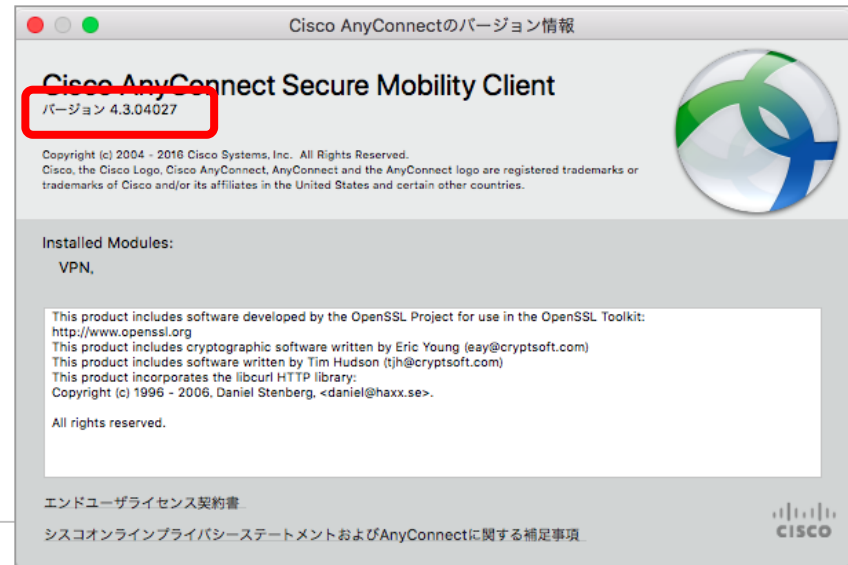 Cisco AnyConnectのバージョン情報
Cisco AnyConnect Secure Mobility Client
バージョン 4.3.04027
Copyright (c) 2004 - 2016 Cisco Systems, Inc.  All Rights Reserved.
Cisco, the Cisco Logo, Cisco AnyConnect, AnyConnect and the AnyConnect logo are registered trademarks or
trademarks of Cisco and/or its affiliates in the United States and certain other countries.
Installed Modules:
VPN,
This product includes software developed by the OpenSSL Project for use in the OpenSSL Toolkit:
http://www.openssl.org
This product includes cryptographic software written by Eric Young (eay@cryptsoft.com)
This product includes software written by Tim Hudson (tjh@cryptsoft.com)
This product incorporates the libcurl HTTP library:
Copyright (c) 1996 - 2006, Daniel Stenberg, <daniel@haxx.se>.
All rights reserved.
エンドユーザライセンス契約書
シスコオンラインプライバシーステートメントおよびAnyConnectに関する補足事項
CISCO